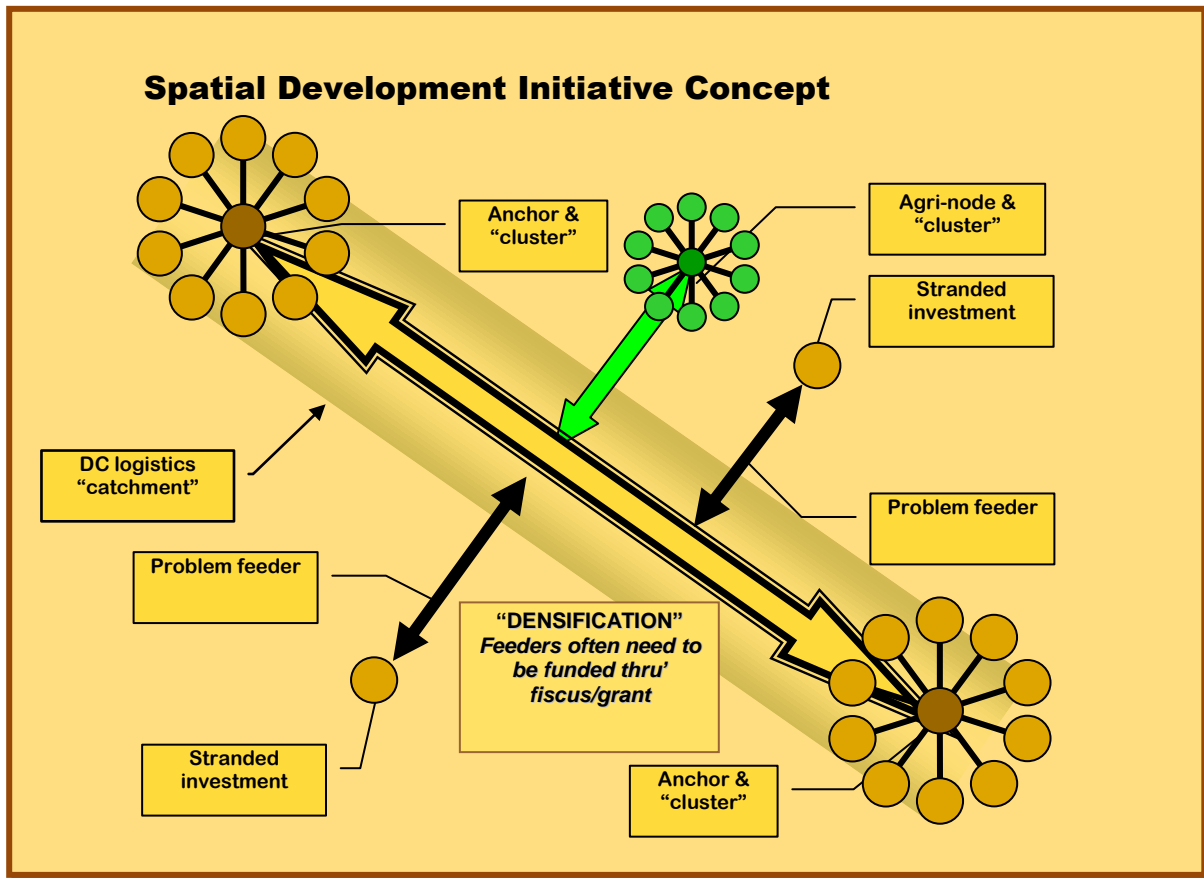 Spatial Development Initiative Concept
Anchor &
“cluster”
Agri-node &
“cluster”
Stranded
investment
DC logistics
“catchment”
Problem feeder
Problem feeder
“DENSIFICATION”
Feeders often need to
be funded thru’
fiscus/grant
Stranded
investment
Anchor &
“cluster”